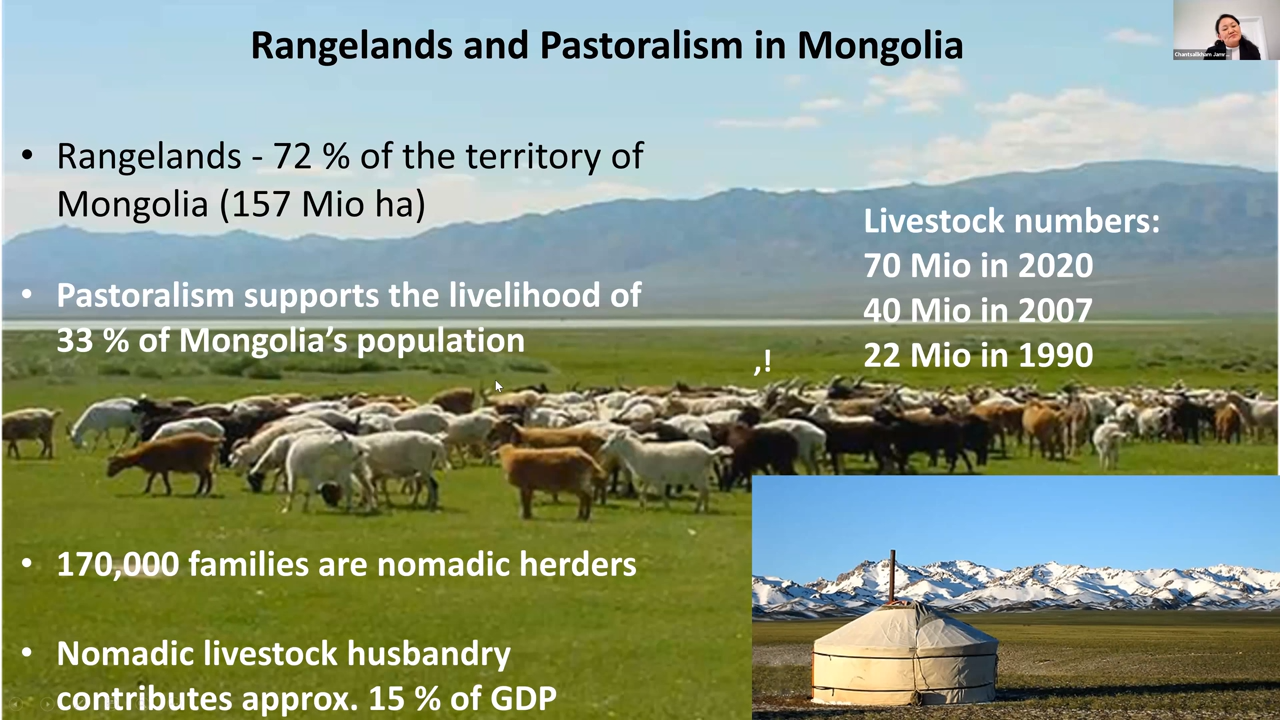 Rangelands and Pastoralism in Mongolia
Chantsallkham Jamr...
• Rangelands - 72 % of the territory of
Mongolia (157 Mio ha)
• Pastoralism supports the livelihood of
33 % of Mongolia’s population
Livestock numbers:
70 Mio in 2020
40 Mio in 2007
22 Mio in 1990
,!
• 170,000 families are nomadic herders
• Nomadic livestock husbandry
contributes approx. 15 % of GDP